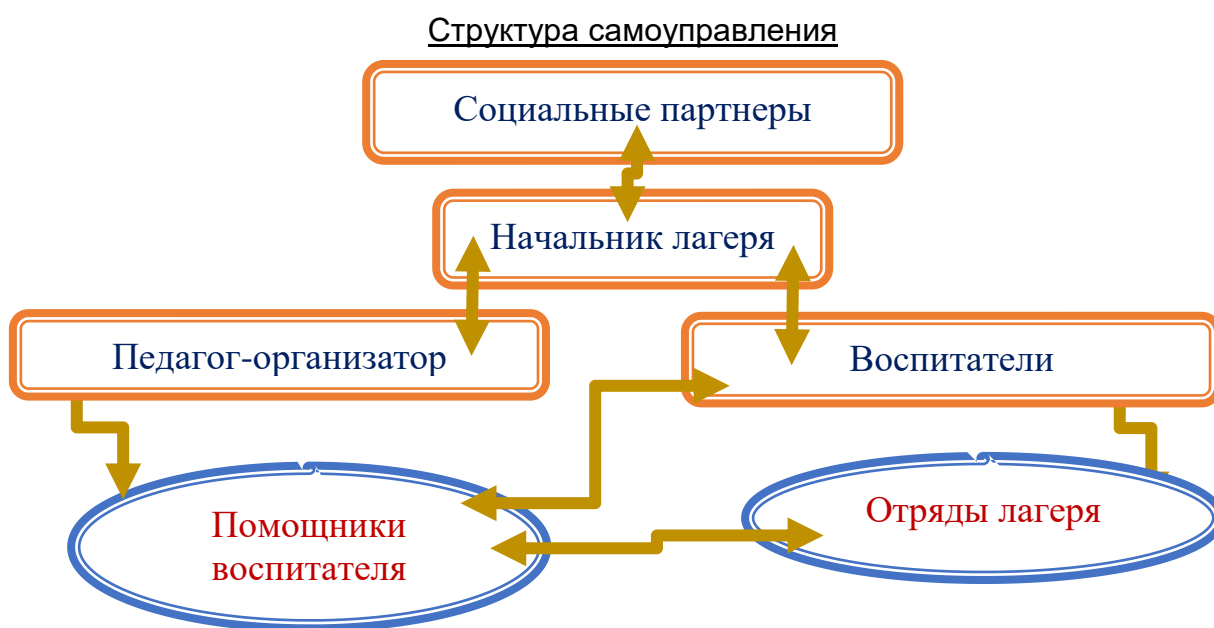 Структура самоуправления
Социальные партнеры
Начальник лагеря
Педагог-организатор
Воспитатели
Помощники
воспитателя
Отряды лагеря